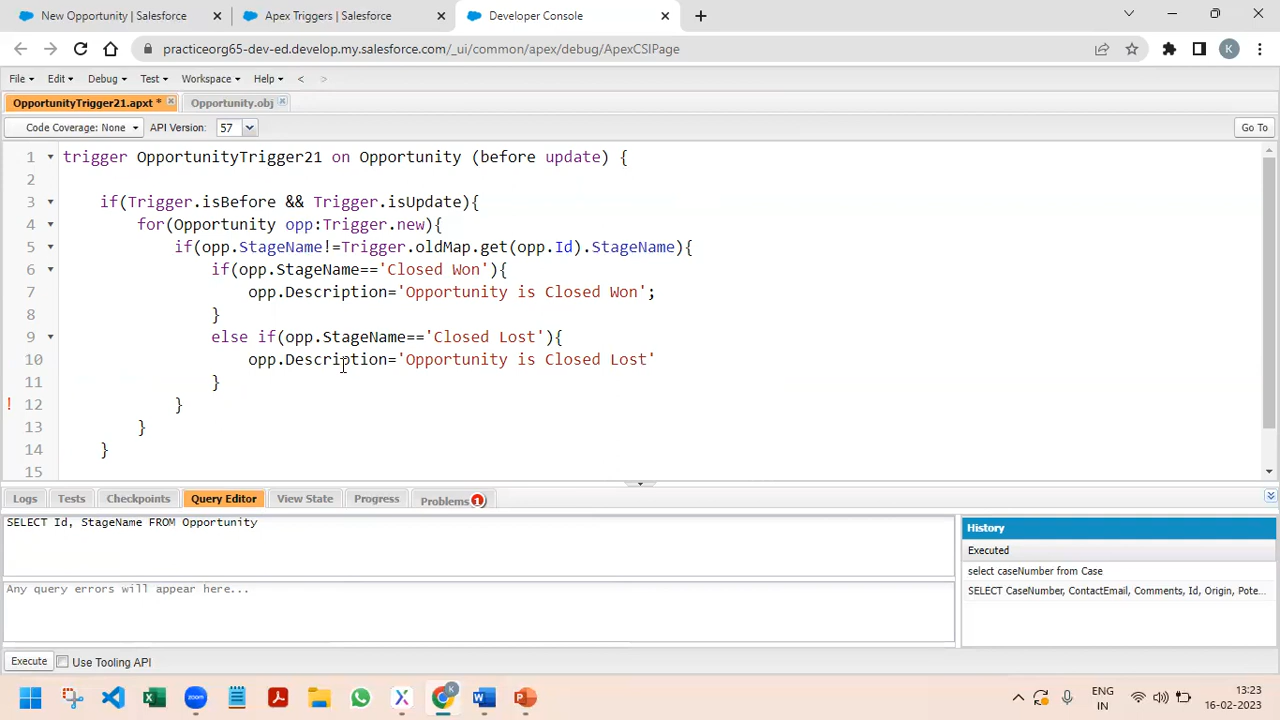 New Opportunity | Salesforce
Apex Triggers | Salesforce
Developer Console
practiceorg65-dev-ed.develop.my.salesforce.com/_ui/common/apex/debug/ApexCSIPage
K
File Edit Debug Test Workspace Help < >
OpportunityTrigger21.apxt * Opportunity.obj
Code Coverage: None API Version: 57 Go To
1 trigger OpportunityTrigger21 on Opportunity (before update) {
2
3 if(Trigger.isBefore && Trigger.isUpdate){
4 for(Opportunity opp:Trigger.new){
5 if(opp.StageName!=Trigger.oldMap.get(opp.Id).StageName){
6 if(opp.StageName=='Closed Won'){
7 opp.Description='Opportunity is Closed Won';
8 }
9 else if(opp.StageName=='Closed Lost'){
10 opp.Description='Opportunity is Closed Lost'
11 }
! 12 }
13 }
14 }
15
Logs Tests Checkpoints Query Editor View State Progress Problems 1
SELECT Id, StageName FROM Opportunity
Any query errors will appear here...
History
Executed
select caseNumber from Case
SELECT CaseNumber, ContactEmail, Comments, Id, Origin, Pote...
Execute Use Tooling API
ENG
IN
13:23
16-02-2023